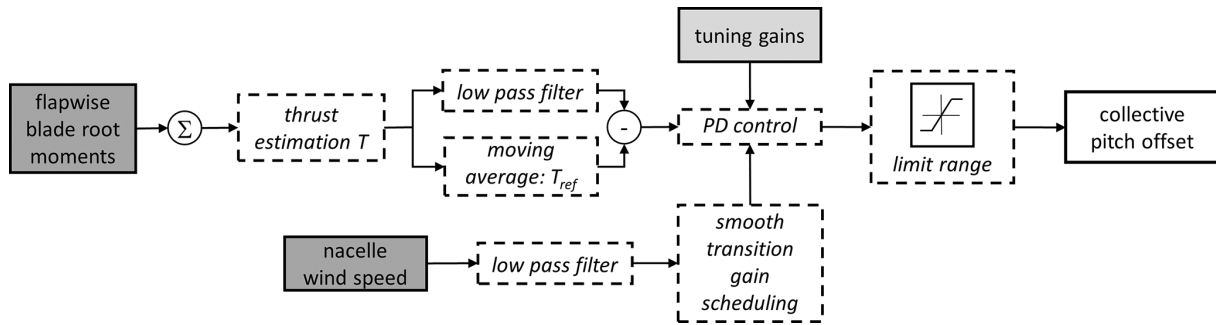 tuning gains
flapwise
blade root
moments
Σ
thrust
estimation T
low pass filter
moving
average: Tref
-
PD control
limit range
collective
pitch offset
nacelle
wind speed
low pass filter
smooth
transition
gain
scheduling